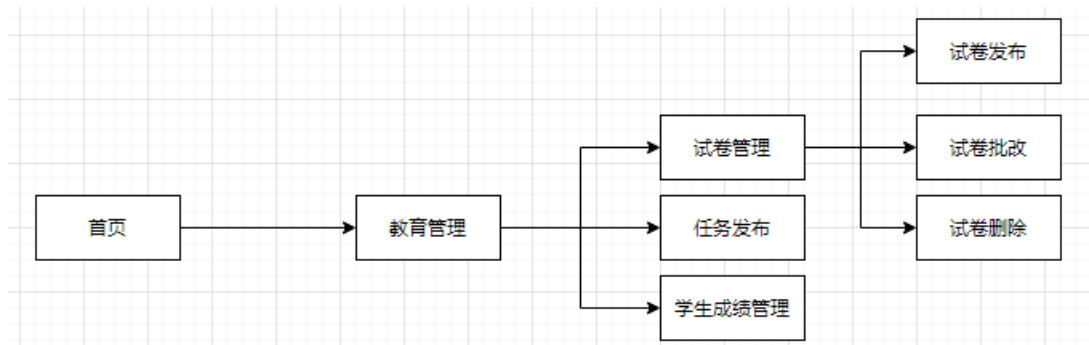 试卷发布
试卷管理
试卷批改
首页
教育管理
任务发布
试卷删除
学生成绩管理